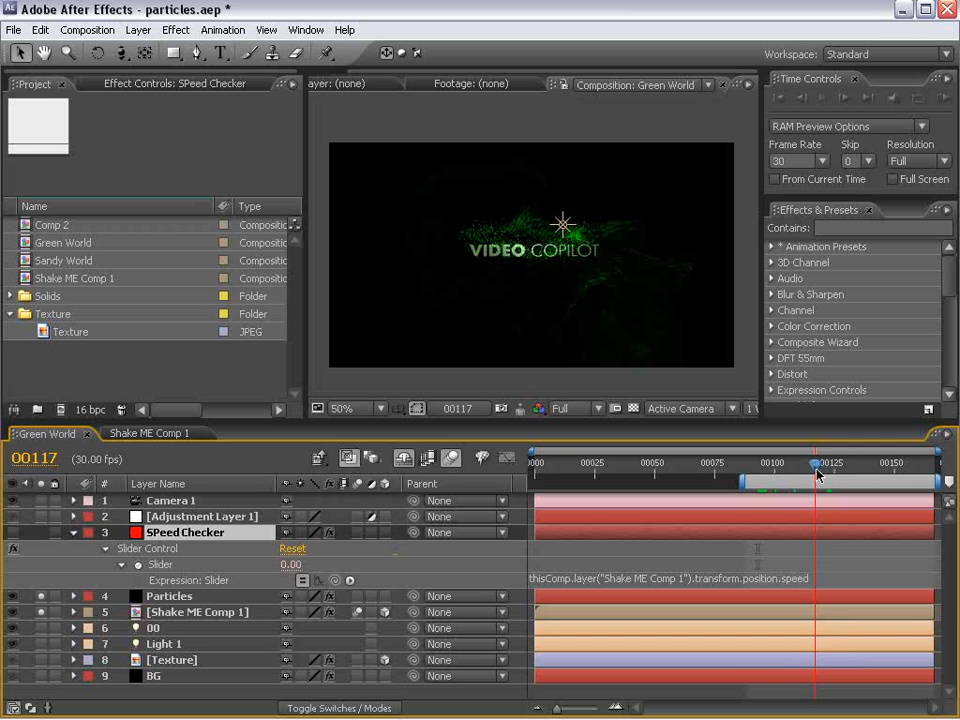 Adobe After Effects - particles.aep *
File Edit Composition Layer Effect Animation View Window Help
Workspace: Standard
Project × Effect Controls: SPeed Checker
ayer: (none) Footage: (none) Composition: Green World
Time Controls ×
RAM Preview Options
Frame Rate Skip Resolution
30 0 Full
From Current Time Full Screen
Effects & Presets ×
Contains:
* Animation Presets
3D Channel
Audio
Blur & Sharpen
Channel
Color Correction
Composite Wizard
DFT 55mm
Distort
Expression Controls
Name Type
Comp 2 Compositic
Green World Compositic
Sandy World Compositic
Shake ME Comp 1 Compositic
Solids Folder
Texture Folder
Texture JPEG
16 bpc
VIDEO COPILOT
50% 00117 Full Active Camera 1
Green World × Shake ME Comp 1
00117 (30.00 fps)
0000 00025 00050 00075 00100 00125 00150
# Layer Name Parent
1 Camera 1 None
2 [Adjustment Layer 1] None
3 SPeed Checker None
Slider Control Reset
Slider 0.00
Expression: Slider thisComp.layer("Shake ME Comp 1").transform.position.speed
4 Particles None
5 [Shake ME Comp 1] None
6 00 None
7 Light 1 None
8 [Texture] None
9 BG None
Toggle Switches / Modes